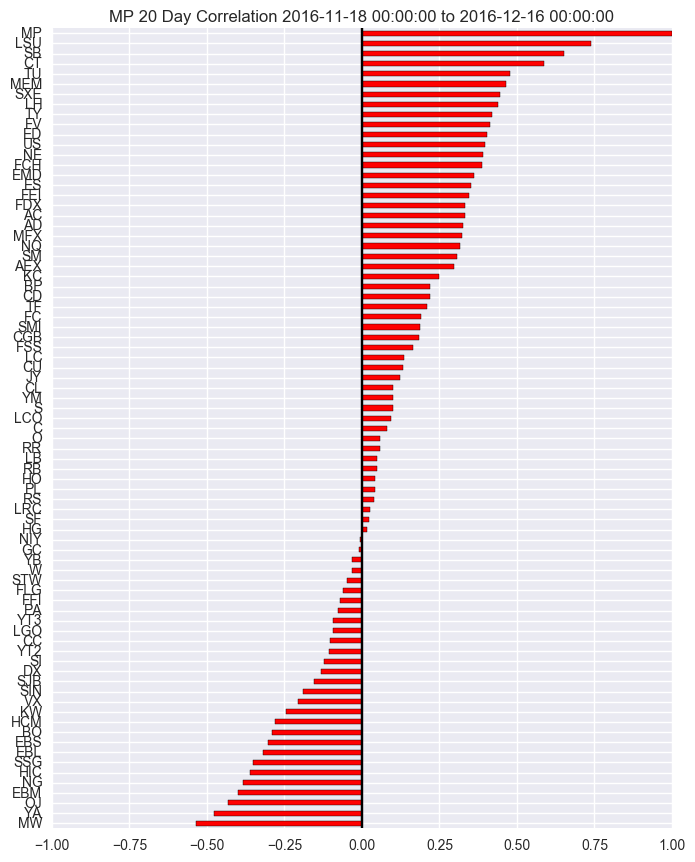 MP 20 Day Correlation 2016-11-18 00:00:00 to 2016-12-16 00:00:00
MP
LSU
SB
CT
TU
MEM
SXE
LH
TY
FV
ED
US
NE
FCH
EMD
ES
FEI
FDX
AC
AD
MFX
NQ
SM
AEX
KC
BP
CD
TF
FC
SMI
CGB
FSS
LC
CU
JY
CL
YM
S
LCO
C
O
RR
LB
RB
HO
PL
RS
LRC
SF
HG
NIY
GC
YB
W
STW
FLG
FFI
PA
YT3
LGO
CC
YT2
SI
DX
SJB
SIN
VX
KW
HCM
BO
EBS
EBL
SSG
HIC
NG
EBM
OJ
YA
MW
−1.00 −0.75 −0.50 −0.25 0.00 0.25 0.50 0.75 1.00